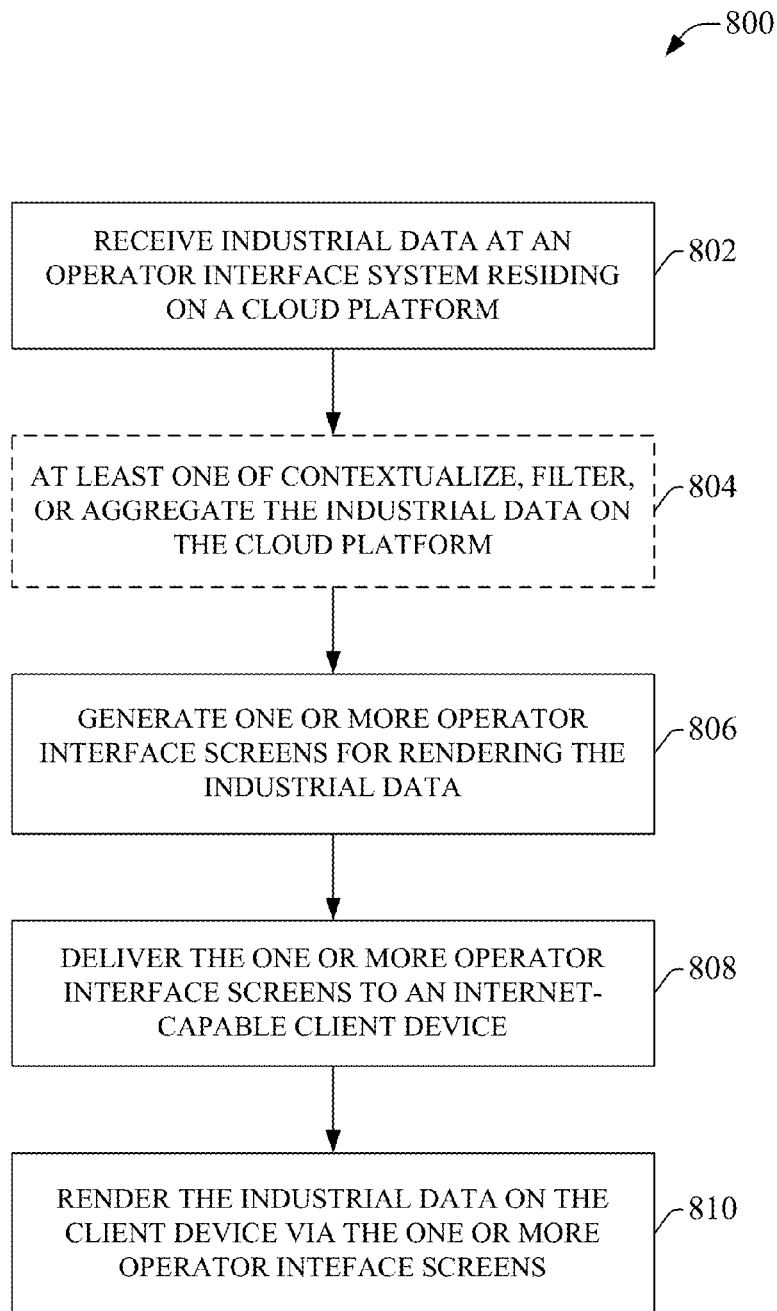 800
RECEIVE INDUSTRIAL DATA AT AN
OPERATOR INTERFACE SYSTEM RESIDING
ON A CLOUD PLATFORM
802
AT LEAST ONE OF CONTEXTUALIZE, FILTER,
OR AGGREGATE THE INDUSTRIAL DATA ON
THE CLOUD PLATFORM
804
GENERATE ONE OR MORE OPERATOR
INTERFACE SCREENS FOR RENDERING THE
INDUSTRIAL DATA
806
DELIVER THE ONE OR MORE OPERATOR
INTERFACE SCREENS TO AN INTERNET-
CAPABLE CLIENT DEVICE
808
RENDER THE INDUSTRIAL DATA ON THE
CLIENT DEVICE VIA THE ONE OR MORE
OPERATOR INTEFACE SCREENS
810